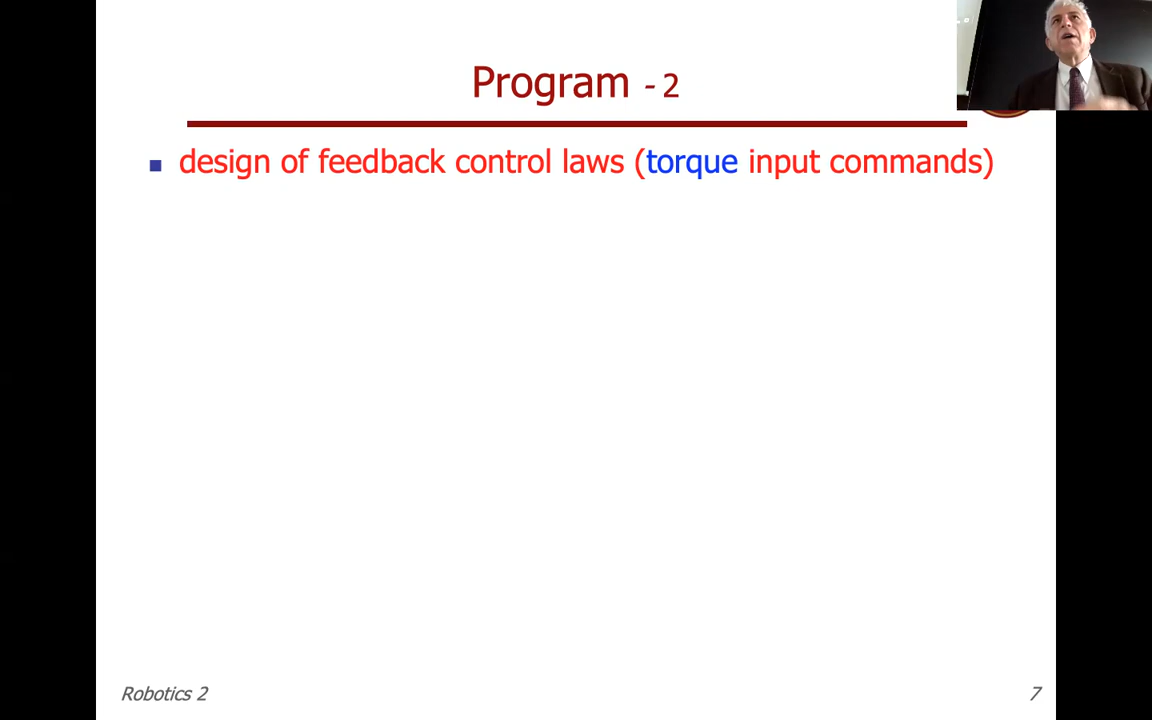 Program - 2
design of feedback control laws (torque input commands)
Robotics 2
7